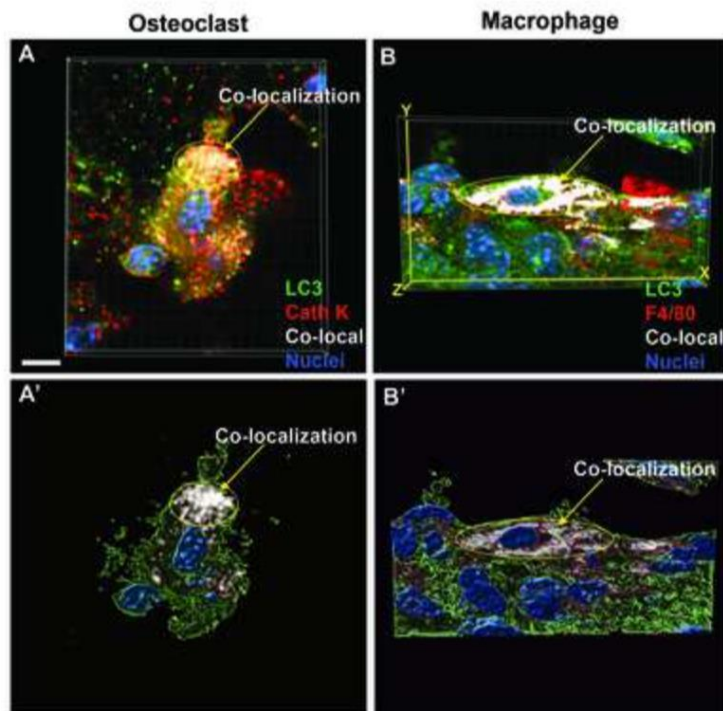 Osteoclast
Macrophage
A
Co-localization
LC3
Cath K
Co-local
Nuclei
B
Y
Co-localization
Z
X
LC3
F4/80
Co-local
Nuclei
A'
Co-localization
B'
Co-localization